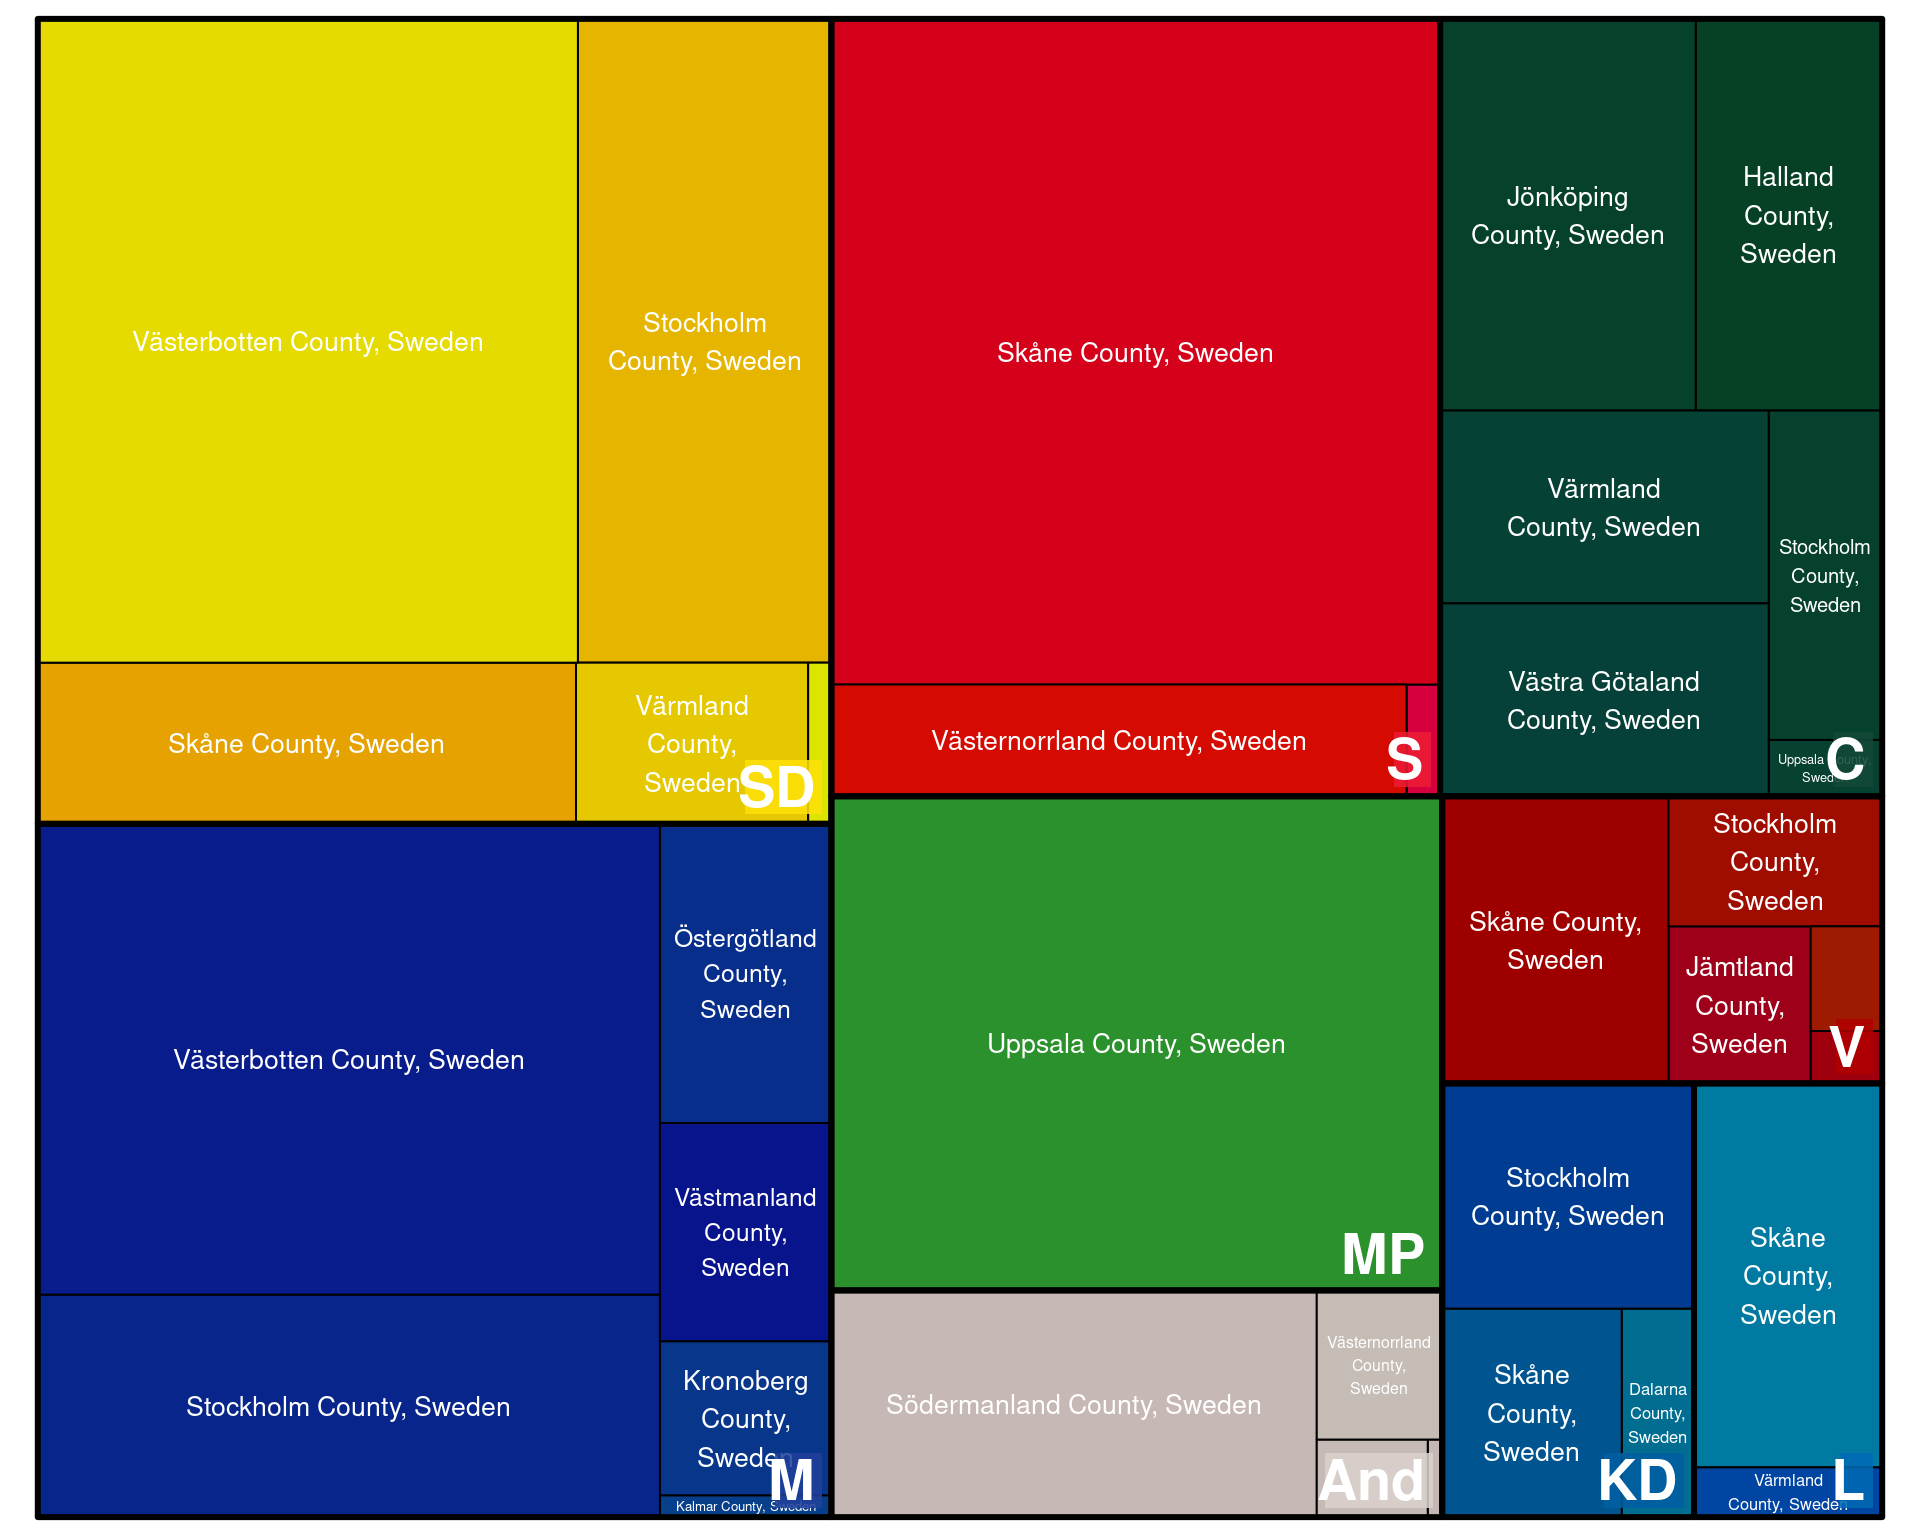 Västerbotten County, Sweden
Stockholm
County, Sweden
Skåne County, Sweden
Värmland
County,
Sweden
SD
Västerbotten County, Sweden
Östergötland
County,
Sweden
Västmanland
County,
Sweden
Stockholm County, Sweden
Kronoberg
County,
Sweden
Kalmar County, Sweden
M
Skåne County, Sweden
Västernorrland County, Sweden
S
Uppsala County, Sweden
MP
Södermanland County, Sweden
Västernorrland
County,
Sweden
And
Jönköping
County, Sweden
Halland
County,
Sweden
Värmland
County, Sweden
Stockholm
County,
Sweden
Västra Götaland
County, Sweden
Uppsala County,
Sweden
C
Skåne County,
Sweden
Stockholm
County,
Sweden
Jämtland
County,
Sweden
V
Stockholm
County, Sweden
Skåne
County,
Sweden
Dalarna
County,
Sweden
KD
Skåne
County,
Sweden
Värmland
County, Sweden
L